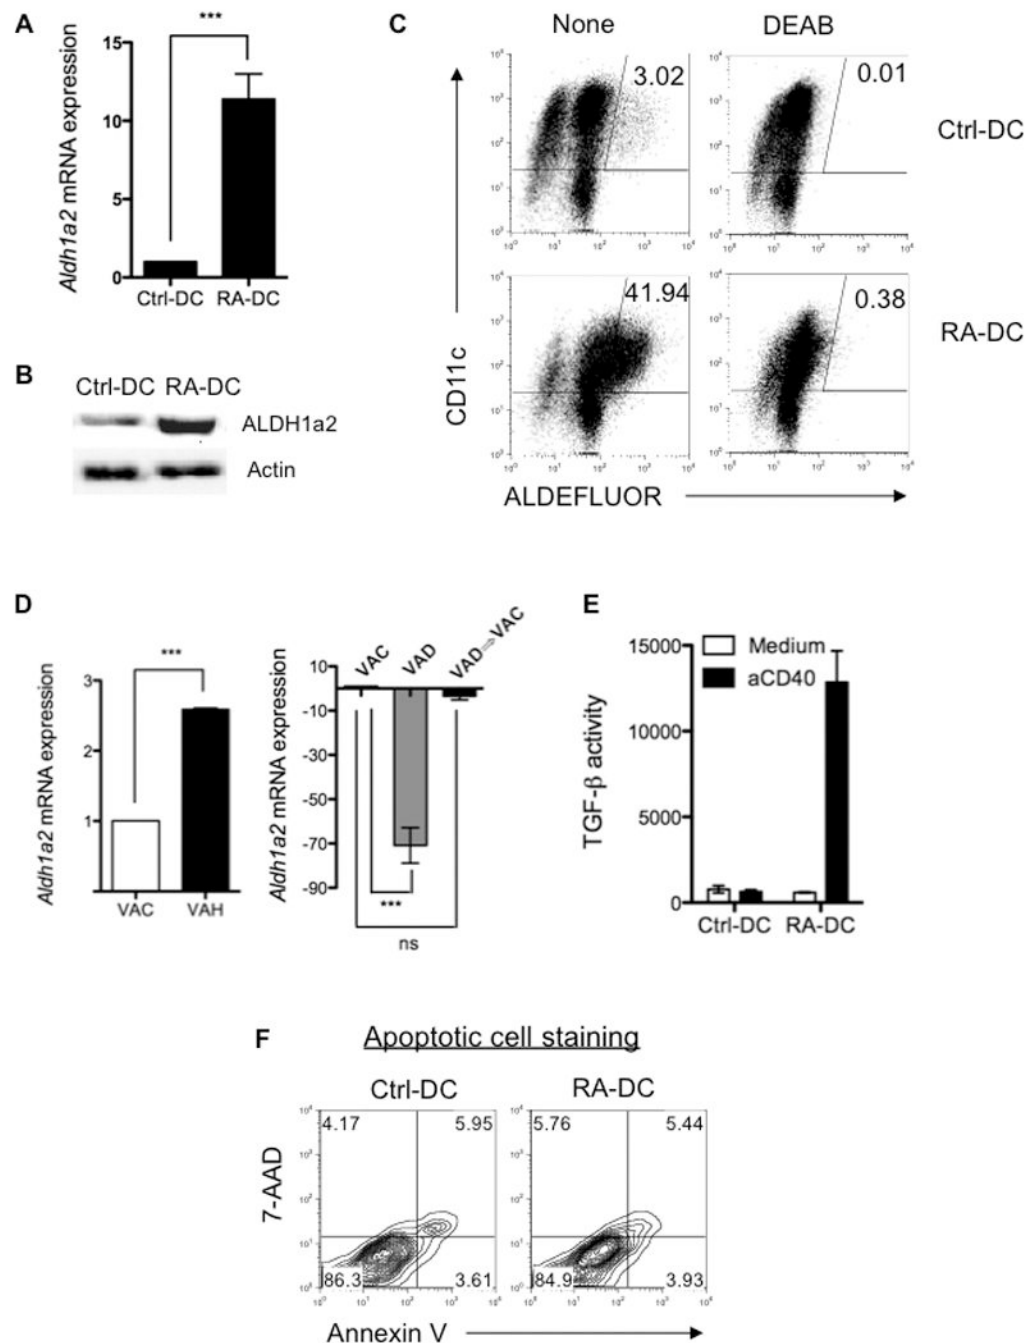 A
***
Aldh1a2 mRNA expression
15
10
5
0
Ctrl-DC RA-DC
B
Ctrl-DC RA-DC
ALDH1a2
Actin
C
None DEAB
3.02
0.01
Ctrl-DC
41.94
0.38
RA-DC
CD11c
ALDEFLUOR
D
***
Aldh1a2 mRNA expression
3
2
1
VAC VAH
VAC VAD VAD⇒VAC
Aldh1a2 mRNA expression
10
-10
-30
-50
-70
-90
***
ns
E
Medium
aCD40
TGF-β activity
15000
10000
5000
0
Ctrl-DC RA-DC
F
Apoptotic cell staining
Ctrl-DC RA-DC
4.17 5.95
5.76 5.44
7-AAD
86.3 3.61
84.9 3.93
Annexin V